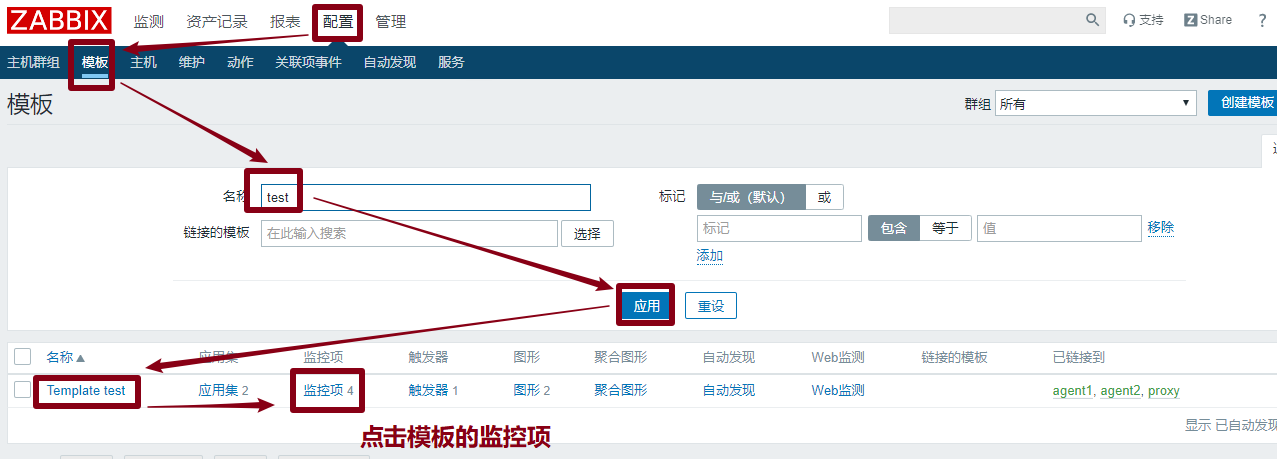 ZABBIX 监测 资产记录 报表 配置 管理 支持 Z Share ?
主机群组 模板 主机 维护 动作 关联项事件 自动发现 服务
模板 群组 所有 创建模板
名称 test 标记 与/或（默认） 或
链接的模板 在此输入搜索 选择 标记 包含 等于 值 移除
添加
应用 重设
名称 应用集 监控项 触发器 图形 聚合图形 自动发现 Web监测 链接的模板 已链接到
Template test 应用集 2 监控项 4 触发器 1 图形 2 聚合图形 自动发现 Web监测 agent1, agent2, proxy
显示 已自动发现
点击模板的监控项